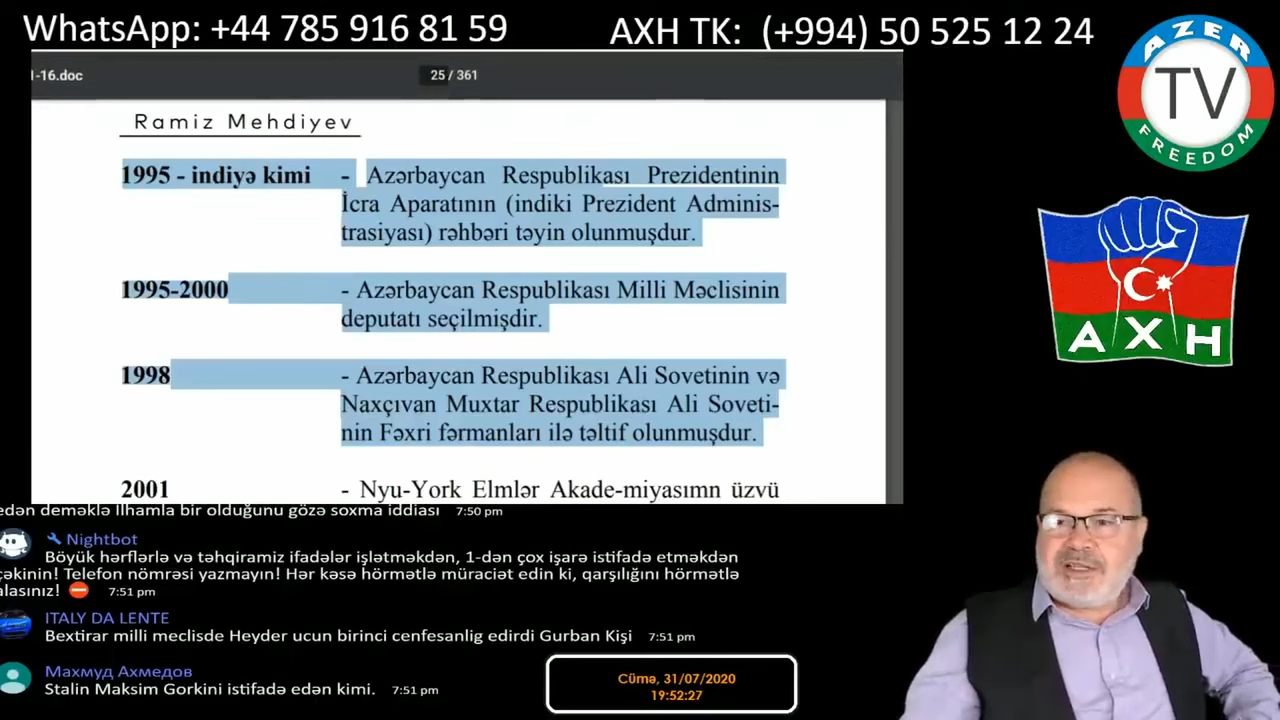 WhatsApp: +44 785 916 81 59
AXH TK: (+994) 50 525 12 24
AZER
TV
FREEDOM
1-16.doc
25 / 361
Ramiz Mehdiyev
1995 - indiyə kimi - Azərbaycan Respublikası Prezidentinin
İcra Aparatının (indiki Prezident Adminis-
trasiyası) rəhbəri təyin olunmuşdur.
1995-2000 - Azərbaycan Respublikası Milli Məclisinin
deputatı seçilmişdir.
1998 - Azərbaycan Respublikası Ali Sovetinin və
Naxçıvan Muxtar Respublikası Ali Soveti-
nin Fəxri fərmanları ilə təltif olunmuşdur.
2001 - Nyu-York Elmlər Akade-miyasımn üzvü
AXH
edən deməklə İlhamla bir olduğunu gözə soxma iddiası 7:50 pm
Nightbot
Böyük hərflərlə və təhqiramiz ifadələr işlətməkdən, 1-dən çox işarə istifadə etməkdən
çəkinin! Telefon nömrəsi yazmayın! Hər kəsə hörmətlə müraciət edin ki, qarşılığını hörmətlə
alasınız! 7:51 pm
ITALY DA LENTE
Bextirar milli meclisde Heyder ucun birinci cenfesanlig edirdi Gurban Kişi 7:51 pm
Махмуд Ахмедов
Stalin Maksim Gorkini istifadə edən kimi. 7:51 pm
Cümə, 31/07/2020
19:52:27